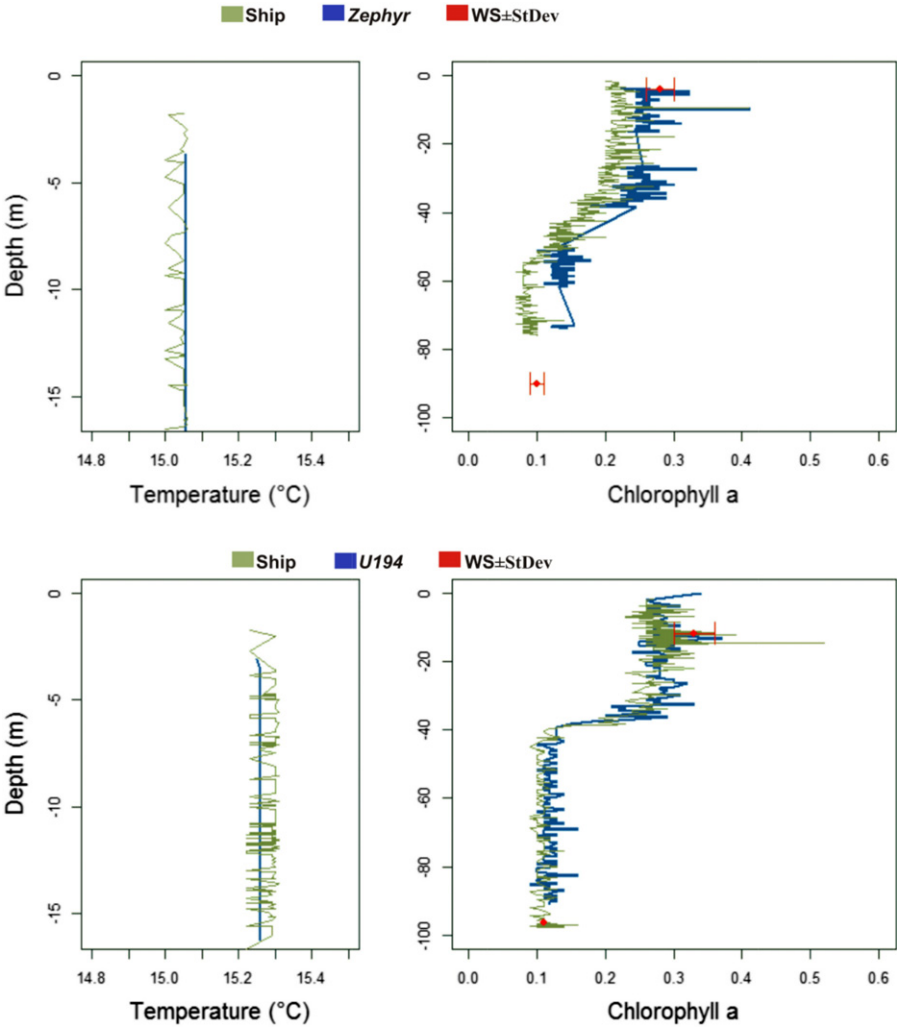 Ship Zephyr WS±StDev
0
-5
-10
-15
Depth (m)
14.8 15.0 15.2 15.4
Temperature (°C)
0
-20
-40
-60
-80
-100
0.0 0.1 0.2 0.3 0.4 0.5 0.6
Chlorophyll a
Ship U194 WS±StDev
0
-5
-10
-15
Depth (m)
14.8 15.0 15.2 15.4
Temperature (°C)
0
-20
-40
-60
-80
-100
0.0 0.1 0.2 0.3 0.4 0.5 0.6
Chlorophyll a